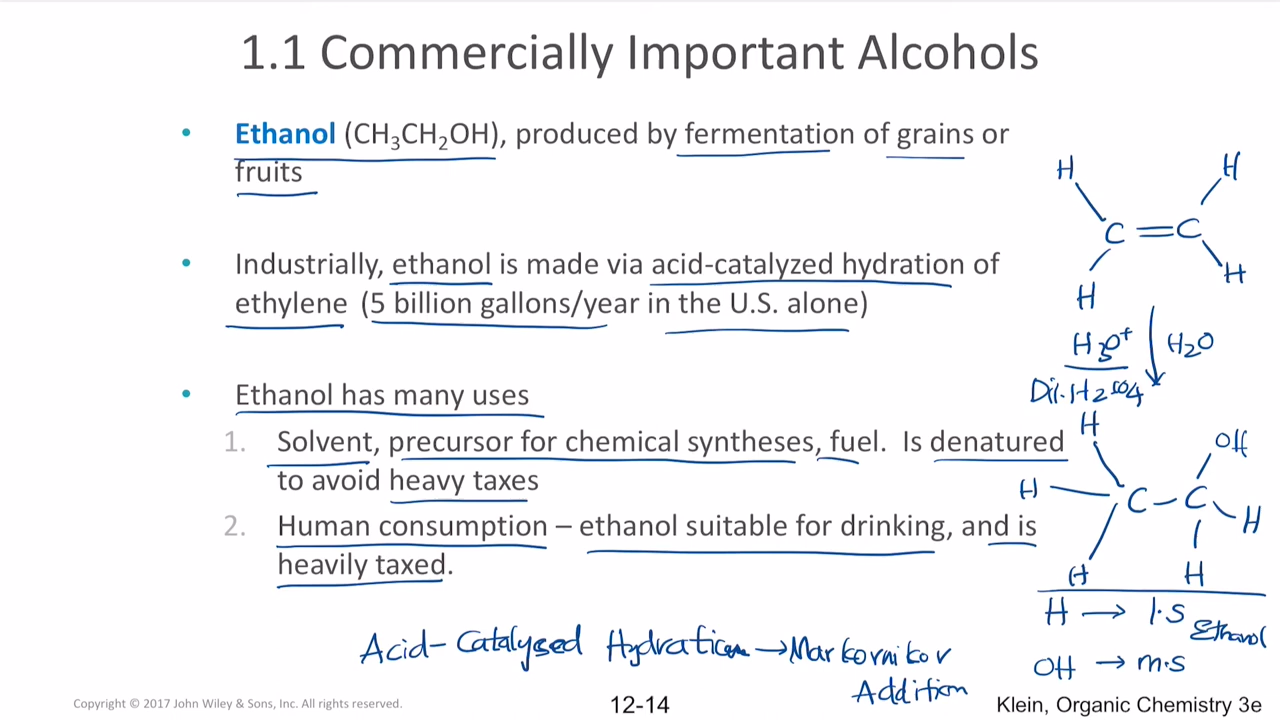 1.1 Commercially Important Alcohols
• Ethanol (CH₃CH₂OH), produced by fermentation of grains or
fruits
• Industrially, ethanol is made via acid-catalyzed hydration of
ethylene (5 billion gallons/year in the U.S. alone)
• Ethanol has many uses
1. Solvent, precursor for chemical syntheses, fuel. Is denatured
to avoid heavy taxes
2. Human consumption – ethanol suitable for drinking, and is
heavily taxed.
H H
C = C
H H
H₃O⁺ H₂O
Dil. H₂SO₄
H OH
H — C – C
H H H
H → l.s
Ethanol
OH → m.s
Acid-Catalysed Hydration → Markovnikov
Addition
Copyright © 2017 John Wiley & Sons, Inc. All rights reserved.
12-14
Klein, Organic Chemistry 3e